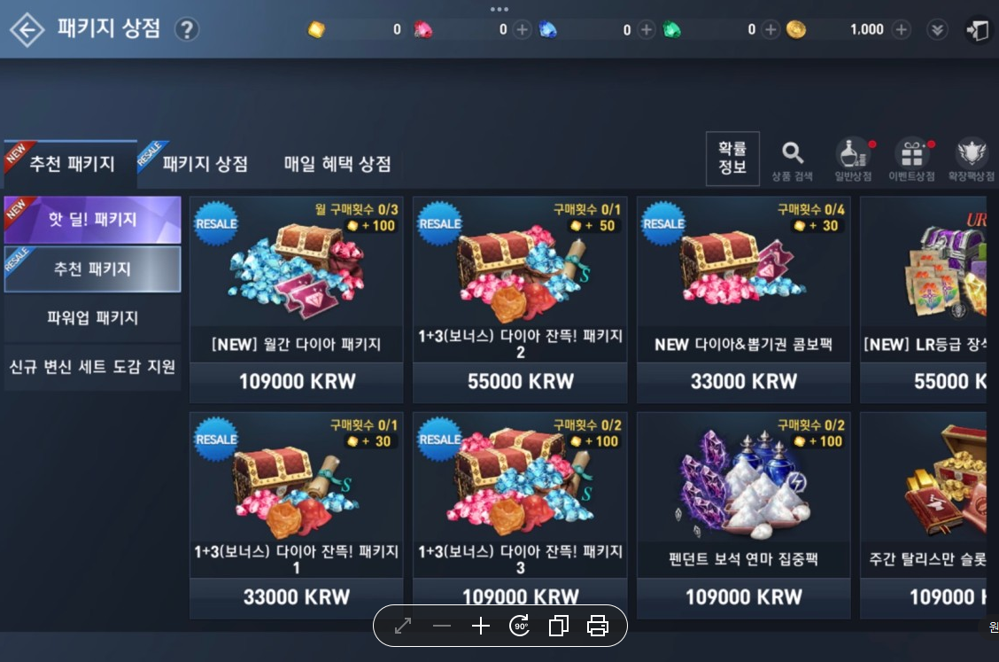 패키지 상점 ?
0
0
0
0
1,000
NEW
추천 패키지
RESALE
패키지 상점
매일 혜택 상점
확률
정보
상품 검색
일반상점
이벤트상점
확장팩상점
NEW
핫 딜! 패키지
RESALE
추천 패키지
파워업 패키지
신규 변신 세트 도감 지원
RESALE
월 구매횟수 0/3
+ 100
[NEW] 월간 다이아 패키지
109000 KRW
RESALE
구매횟수 0/1
+ 50
S
1+3(보너스) 다이아 잔뜩! 패키지
2
55000 KRW
RESALE
구매횟수 0/4
+ 30
NEW 다이아&뽑기권 콤보팩
33000 KRW
UR
[NEW] LR등급 장
55000 K
RESALE
구매횟수 0/1
+ 30
S
1+3(보너스) 다이아 잔뜩! 패키지
1
33000 KRW
RESALE
구매횟수 0/2
+ 100
S
1+3(보너스) 다이아 잔뜩! 패키지
3
109000 KRW
구매횟수 0/2
+ 100
펜던트 보석 연마 집중팩
109000 KRW
주간 탈리스만 슬롯
109000
90°
원